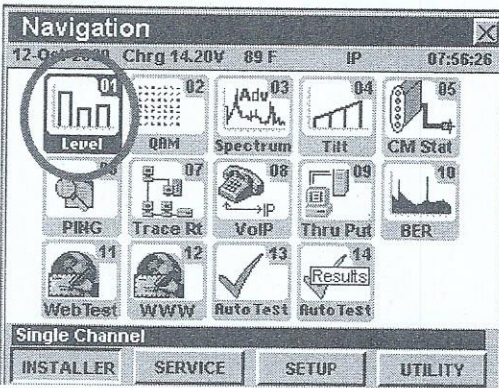 Navigation
12-Oct-2000 Chrg 14.20V 89 F IP 07:56:26
01 02 Adv 03 04 05
Level QAM Spectrum Tilt CM Stat
07 08 09 10
IP
PING Trace Rt VoIP Thru Put BER
11 12 13 14
Results
WebTest WWW AutoTest AutoTest
Single Channel
INSTALLER SERVICE SETUP UTILITY